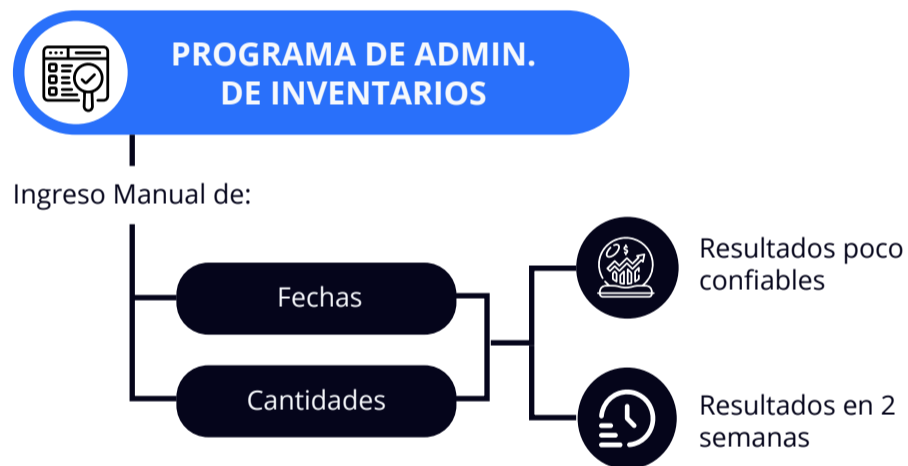 PROGRAMA DE ADMIN.
DE INVENTARIOS
Ingreso Manual de:
Fechas
Cantidades
$
Resultados poco
confiables
Resultados en 2
semanas